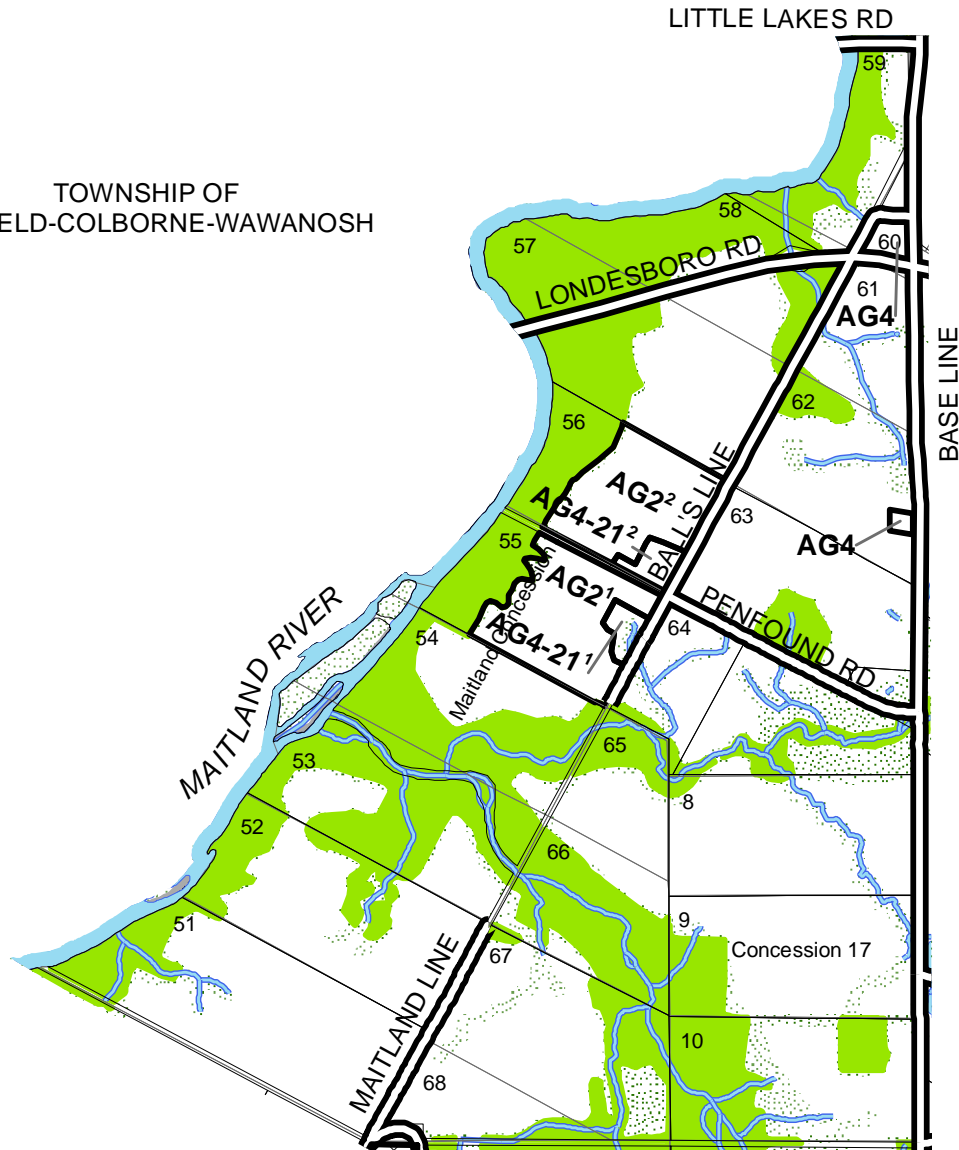 LITTLE LAKES RD
59
TOWNSHIP OF
ELD-COLBORNE-WAWANOSH
58
57
60
LONDESBORO RD
61
AG4
BASE LINE
62
56
AG2²
BALL'S LINE
AG4-21²
63
55
AG4
AG2¹
PENFOUND RD
MAITLAND RIVER
54
AG4-21¹
64
Maitland Concession
65
53
8
52
66
51
9
Concession 17
67
MAITLAND LINE
10
68